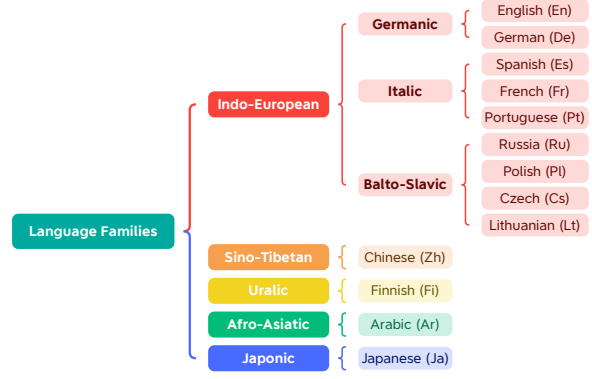 Language Families
Indo-European
Germanic
English (En)
German (De)
Italic
Spanish (Es)
French (Fr)
Portuguese (Pt)
Balto-Slavic
Russia (Ru)
Polish (Pl)
Czech (Cs)
Lithuanian (Lt)
Sino-Tibetan
Chinese (Zh)
Uralic
Finnish (Fi)
Afro-Asiatic
Arabic (Ar)
Japonic
Japanese (Ja)